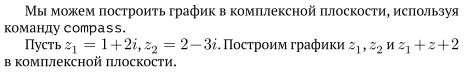 Мы можем построить график в комплексной плоскости, используя
команду compass.
Пусть z₁ = 1+2i, z₂ = 2−3i. Построим графики z₁, z₂ и z₁+z+2
в комплексной плоскости.